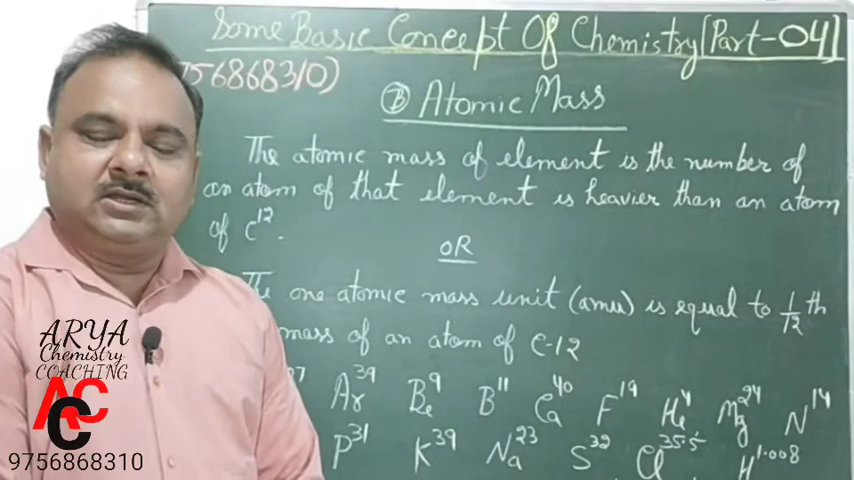 Some Basic Concept Of Chemistry [Part-04]
756868310)
B Atomic Mass
The atomic mass of element is the number of
an atom of that element is heavier than an atom
of C12.
OR
The one atomic mass unit (amu) is equal to 1/12 th
mass of an atom of C-12
Ar39 Be9 B11 Ca40 F19 He4 Mg24 N14
P31 K39 Na23 S32 Cl35.5 H1.008
ARYA
Chemistry
COACHING
ACC
9756868310